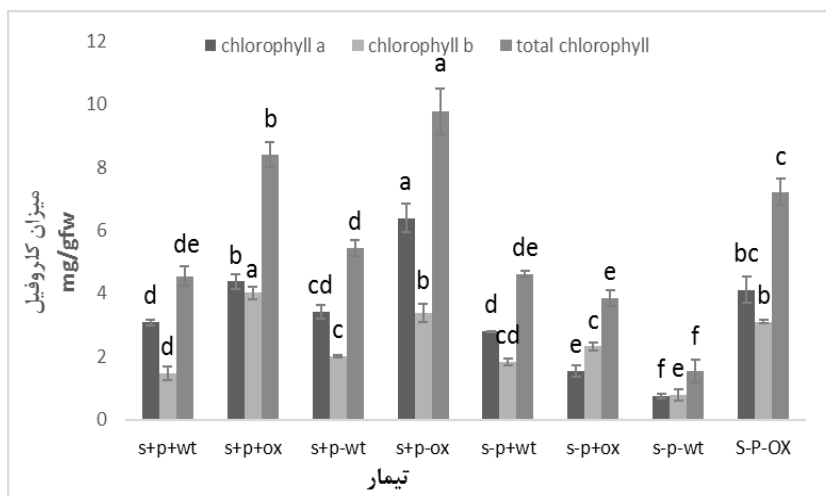 12
chlorophyll a chlorophyll b total chlorophyll
a
10
b
8
c
a
6
d
de
b
de
bc
4
a
cd
b
e
b
d
d
c
cd
c
2
d
e
f
e
f
0
میزان کلروفیل
mg/gfw
s+p+wt s+p+ox s+p-wt s+p-ox s-p+wt s-p+ox s-p-wt S-P-OX
تیمار